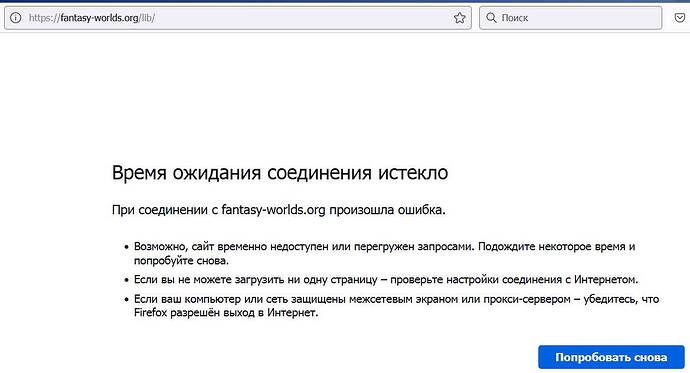 https://fantasy-worlds.org/lib/
Поиск
Время ожидания соединения истекло
При соединении с fantasy-worlds.org произошла ошибка.
Возможно, сайт временно недоступен или перегружен запросами. Подождите некоторое время и
попробуйте снова.
Если вы не можете загрузить ни одну страницу – проверьте настройки соединения с Интернетом.
Если ваш компьютер или сеть защищены межсетевым экраном или прокси-сервером – убедитесь, что
Firefox разрешён выход в Интернет.
Попробовать снова